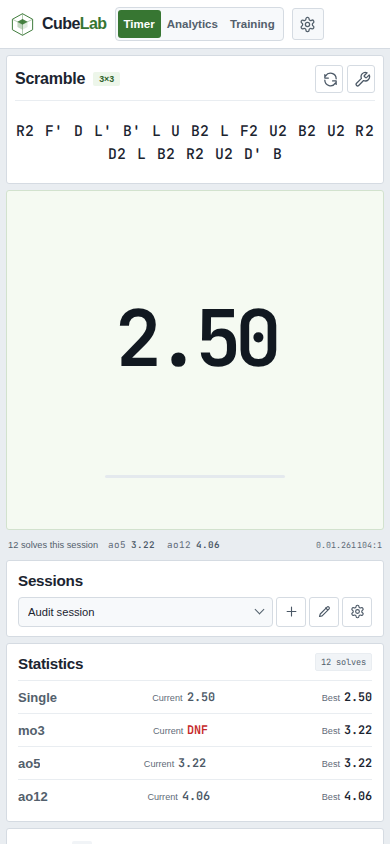 CubeLab Timer Analytics Training
Scramble 3×3
R2 F' D L' B' L U B2 L F2 U2 B2 U2 R2
D2 L B2 R2 U2 D' B
2.50
12 solves this session ao5 3.22 ao12 4.06 0.01.261104:1
Sessions
Audit session
Statistics 12 solves
Single Current 2.50 Best 2.50
mo3 Current DNF Best 3.22
ao5 Current 3.22 Best 3.22
ao12 Current 4.06 Best 4.06